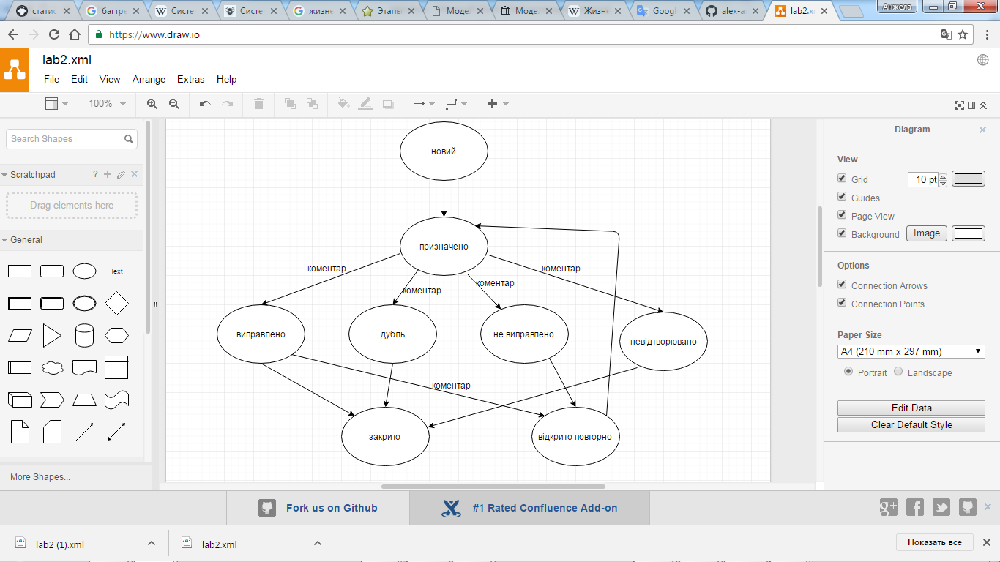 статис
багтре
Систе
Систе
жизне
Этапы
Моде
Моде
Жизне
Googl
alex-a
lab2.x
Анжела
https://www.draw.io
lab2.xml
File Edit View Arrange Extras Help
100%
Search Shapes
Scratchpad ?
Drag elements here
General
Text
More Shapes...
новий
призначено
коментар
коментар
коментар
коментар
виправлено
дубль
не виправлено
невідтворювано
коментар
закрито
відкрито повторно
Diagram
View
Grid 10 pt
Guides
Page View
Background Image
Options
Connection Arrows
Connection Points
Paper Size
A4 (210 mm x 297 mm)
Portrait Landscape
Edit Data
Clear Default Style
Fork us on Github
#1 Rated Confluence Add-on
lab2 (1).xml
lab2.xml
Показать все